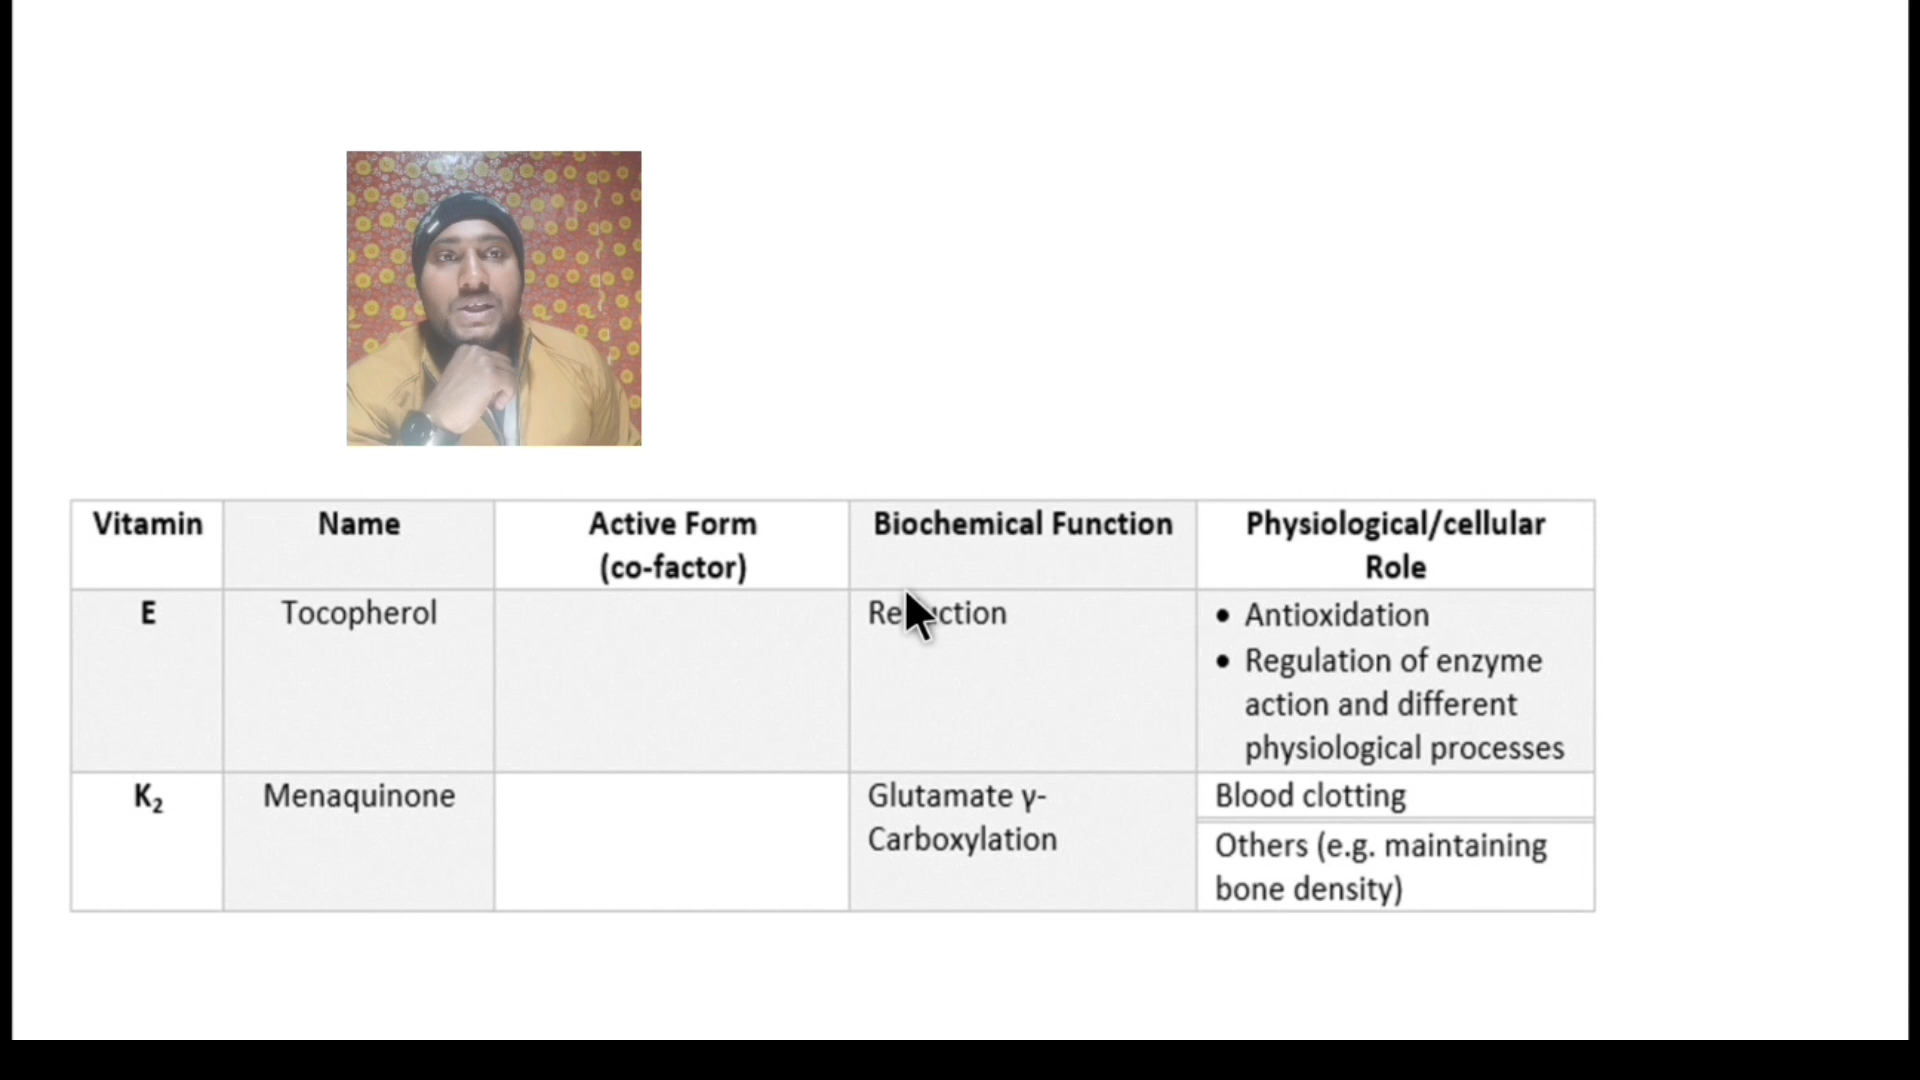 Vitamin
Name
Active Form
(co-factor)
Biochemical Function
Physiological/cellular
Role
E
Tocopherol
• Antioxidation
• Regulation of enzyme
action and different
physiological processes
K₂
Menaquinone
Glutamate γ-
Carboxylation
Blood clotting
Others (e.g. maintaining
bone density)